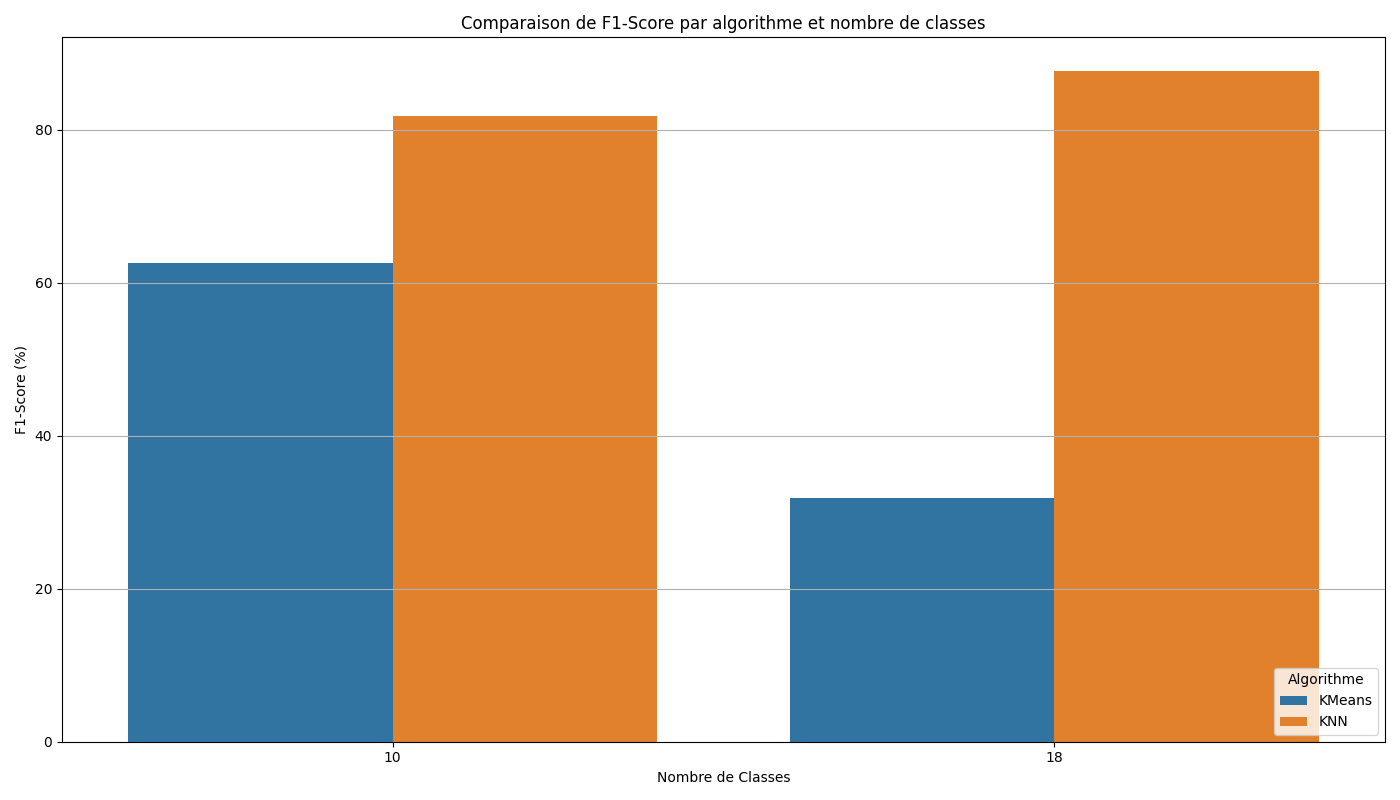 Comparaison de F1-Score par algorithme et nombre de classes
F1-Score (%)
80
60
40
20
0
10
18
Nombre de Classes
Algorithme
KMeans
KNN